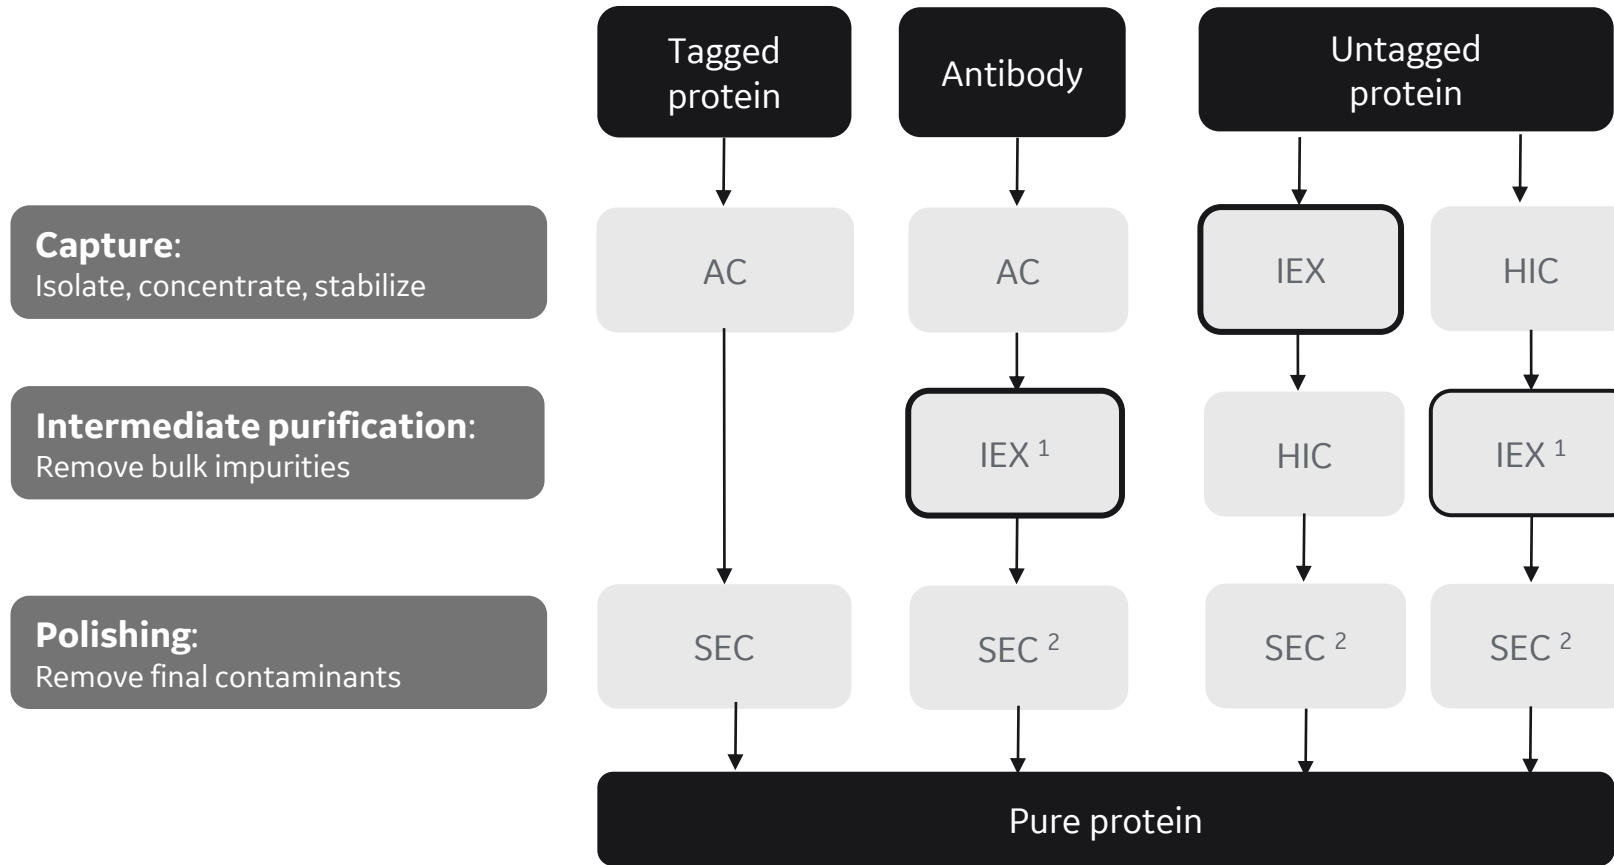 Tagged
protein
Antibody
Untagged
protein
Capture:
Isolate, concentrate, stabilize
AC
AC
IEX
HIC
Intermediate purification:
Remove bulk impurities
IEX 1
HIC
IEX 1
Polishing:
Remove final contaminants
SEC
SEC 2
SEC 2
SEC 2
Pure protein